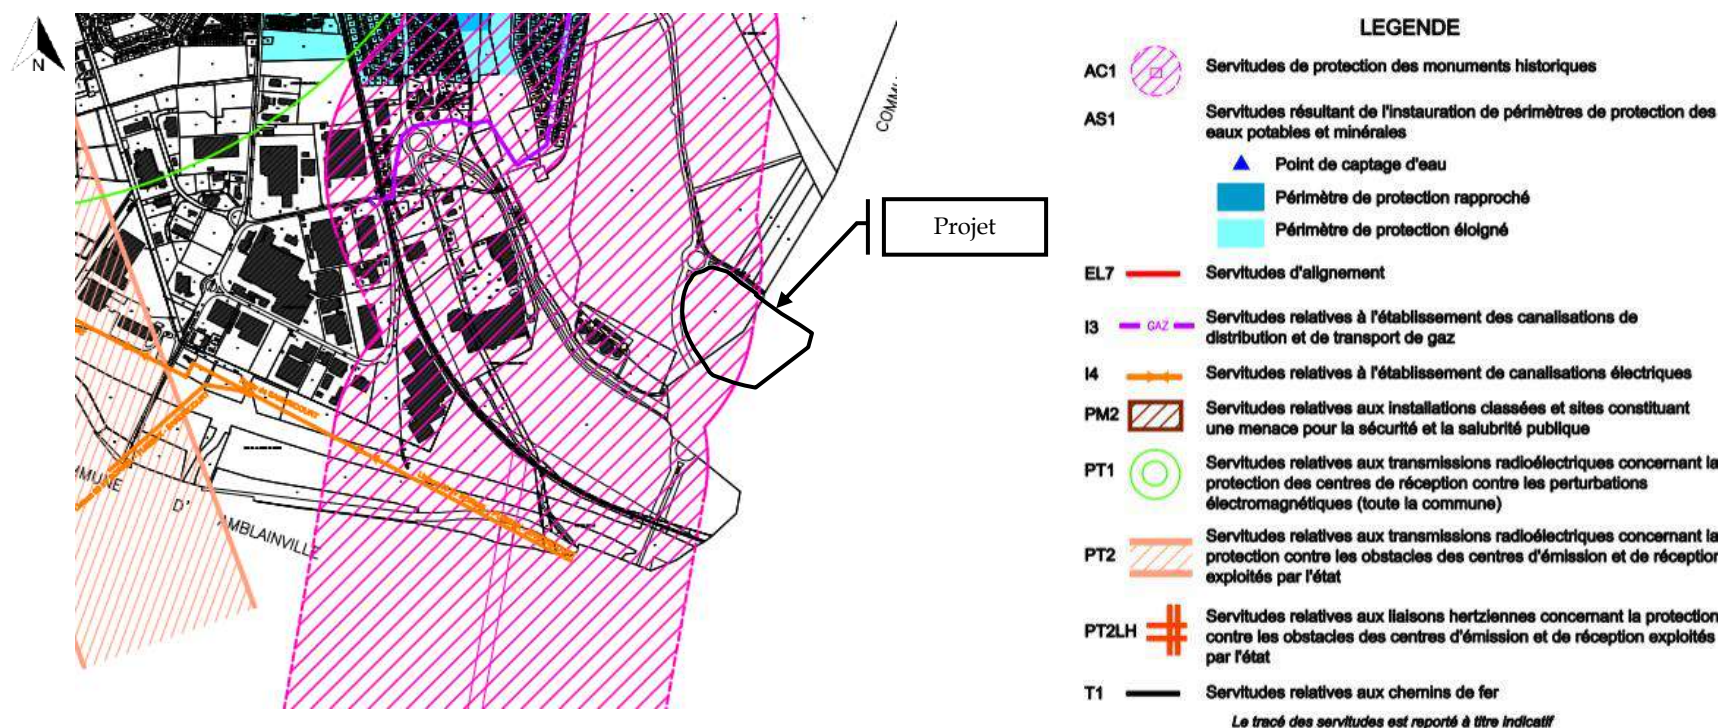 N
COMMU
Projet
MMUNE
D'
AMBLAINVILLE
LEGENDE
AC1 Servitudes de protection des monuments historiques
AS1 Servitudes résultant de l'instauration de périmètres de protection des
eaux potables et minérales
Point de captage d'eau
Périmètre de protection rapproché
Périmètre de protection éloigné
EL7 Servitudes d'alignement
I3 GAZ Servitudes relatives à l'établissement des canalisations de
distribution et de transport de gaz
I4 Servitudes relatives à l'établissement de canalisations électriques
PM2 Servitudes relatives aux installations classées et sites constituant
une menace pour la sécurité et la salubrité publique
PT1 Servitudes relatives aux transmissions radioélectriques concernant la
protection des centres de réception contre les perturbations
électromagnétiques (toute la commune)
PT2 Servitudes relatives aux transmissions radioélectriques concernant la
protection contre les obstacles des centres d'émission et de réception
exploités par l'état
PT2LH Servitudes relatives aux liaisons hertziennes concernant la protection
contre les obstacles des centres d'émission et de réception exploités
par l'état
T1 Servitudes relatives aux chemins de fer
Le tracé des servitudes est reporté à titre indicatif